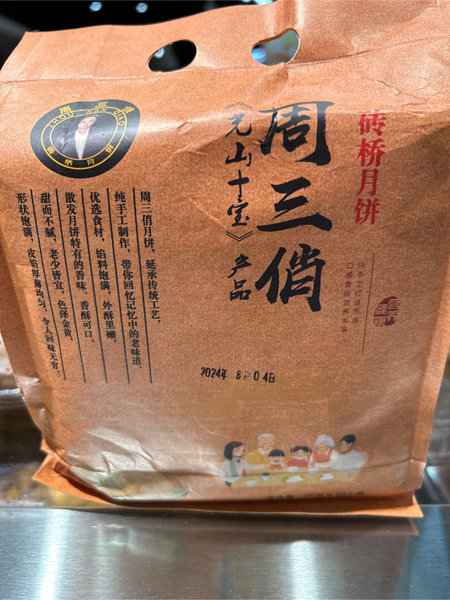 砖桥月饼
周三俏
《光山十宝》产品
周三俏月饼，延承传统工艺，
纯手工制作，带你回忆记忆中的老味道，
优选食材，馅料饱满，外酥里嫩，
散发月饼特有的香味，香酥可口，
甜而不腻，老少皆宜，色泽金黄，
形状饱满，皮馅厚薄均匀，令人回味无穷。
2024年 8月04日